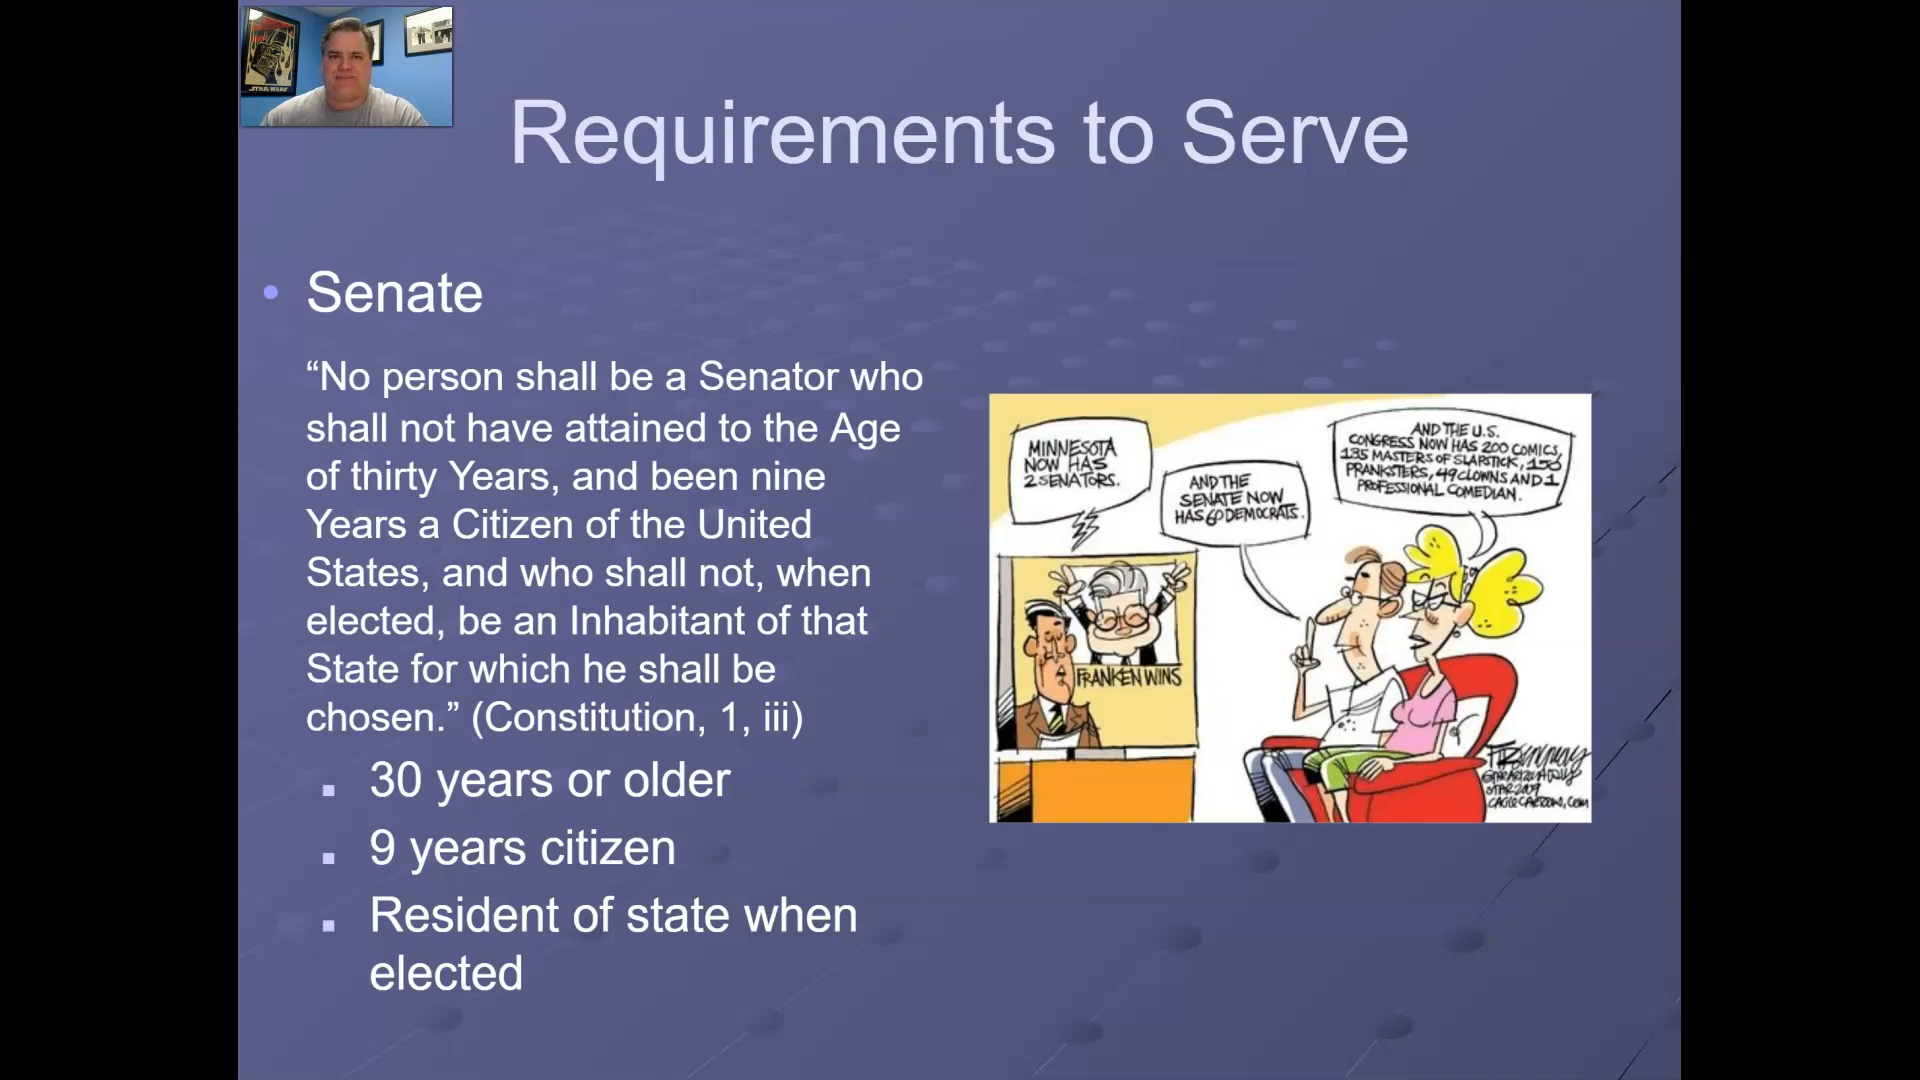 STAR WARS
Requirements to Serve
• Senate
“No person shall be a Senator who
shall not have attained to the Age
of thirty Years, and been nine
Years a Citizen of the United
States, and who shall not, when
elected, be an Inhabitant of that
State for which he shall be
chosen.” (Constitution, 1, iii)
▪ 30 years or older
▪ 9 years citizen
▪ Resident of state when
elected
MINNESOTA
NOW HAS
2 SENATORS.
AND THE
SENATE NOW
HAS 60 DEMOCRATS.
AND THE U.S.
CONGRESS NOW HAS 200 COMICS,
135 MASTERS OF SLAPSTICK, 150
PRANKSTERS, 49 CLOWNS AND 1
PROFESSIONAL COMEDIAN.
FRANKEN WINS
STAR 2009
CAGLECARTOONS.COM